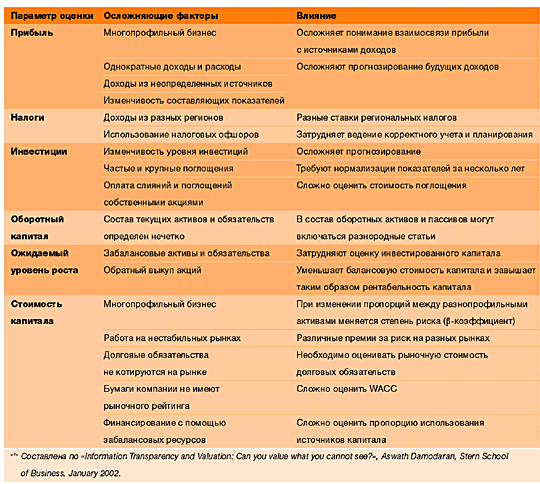 Параметр оценки Осложняющие факторы Влияние
Прибыль Многопрофильный бизнес Осложняет понимание взаимосвязи прибыли
с источниками доходов
Однократные доходы и расходы Осложняют прогнозирование будущих доходов
Доходы из неопределенных источников
Изменчивость составляющих показателей
Налоги Доходы из разных регионов Разные ставки региональных налогов
Использование налоговых офшоров Затрудняет ведение корректного учета и планирования
Инвестиции Изменчивость уровня инвестиций Осложняет прогнозирование
Частые и крупные поглощения Требуют нормализации показателей за несколько лет
Оплата слияний и поглощений Сложно оценить стоимость поглощения
собственными акциями
Оборотный Состав текущих активов и обязательств В состав оборотных активов и пассивов могут
капитал определен нечетко включаться разнородные статьи
Ожидаемый Забалансовые активы и обязательства Затрудняют оценку инвестированного капитала
уровень роста Обратный выкуп акций Уменьшает балансовую стоимость капитала и завышает
таким образом рентабельность капитала
Стоимость Многопрофильный бизнес При изменении пропорций между разнопрофильными
капитала активами меняется степень риска (β-коэффициент)
Работа на нестабильных рынках Различные премии за риск на разных рынках
Долговые обязательства Необходимо оценивать рыночную стоимость
не котируются на рынке долговых обязательств
Бумаги компании не имеют Сложно оценить WACC
рыночного рейтинга
Финансирование с помощью Сложно оценить пропорцию использования
забалансовых ресурсов источников капитала
"1" Составлена по «Information Transparency and Valuation: Can you value what you cannot see?», Aswath Damodaran, Stern School
of Business, January 2002.